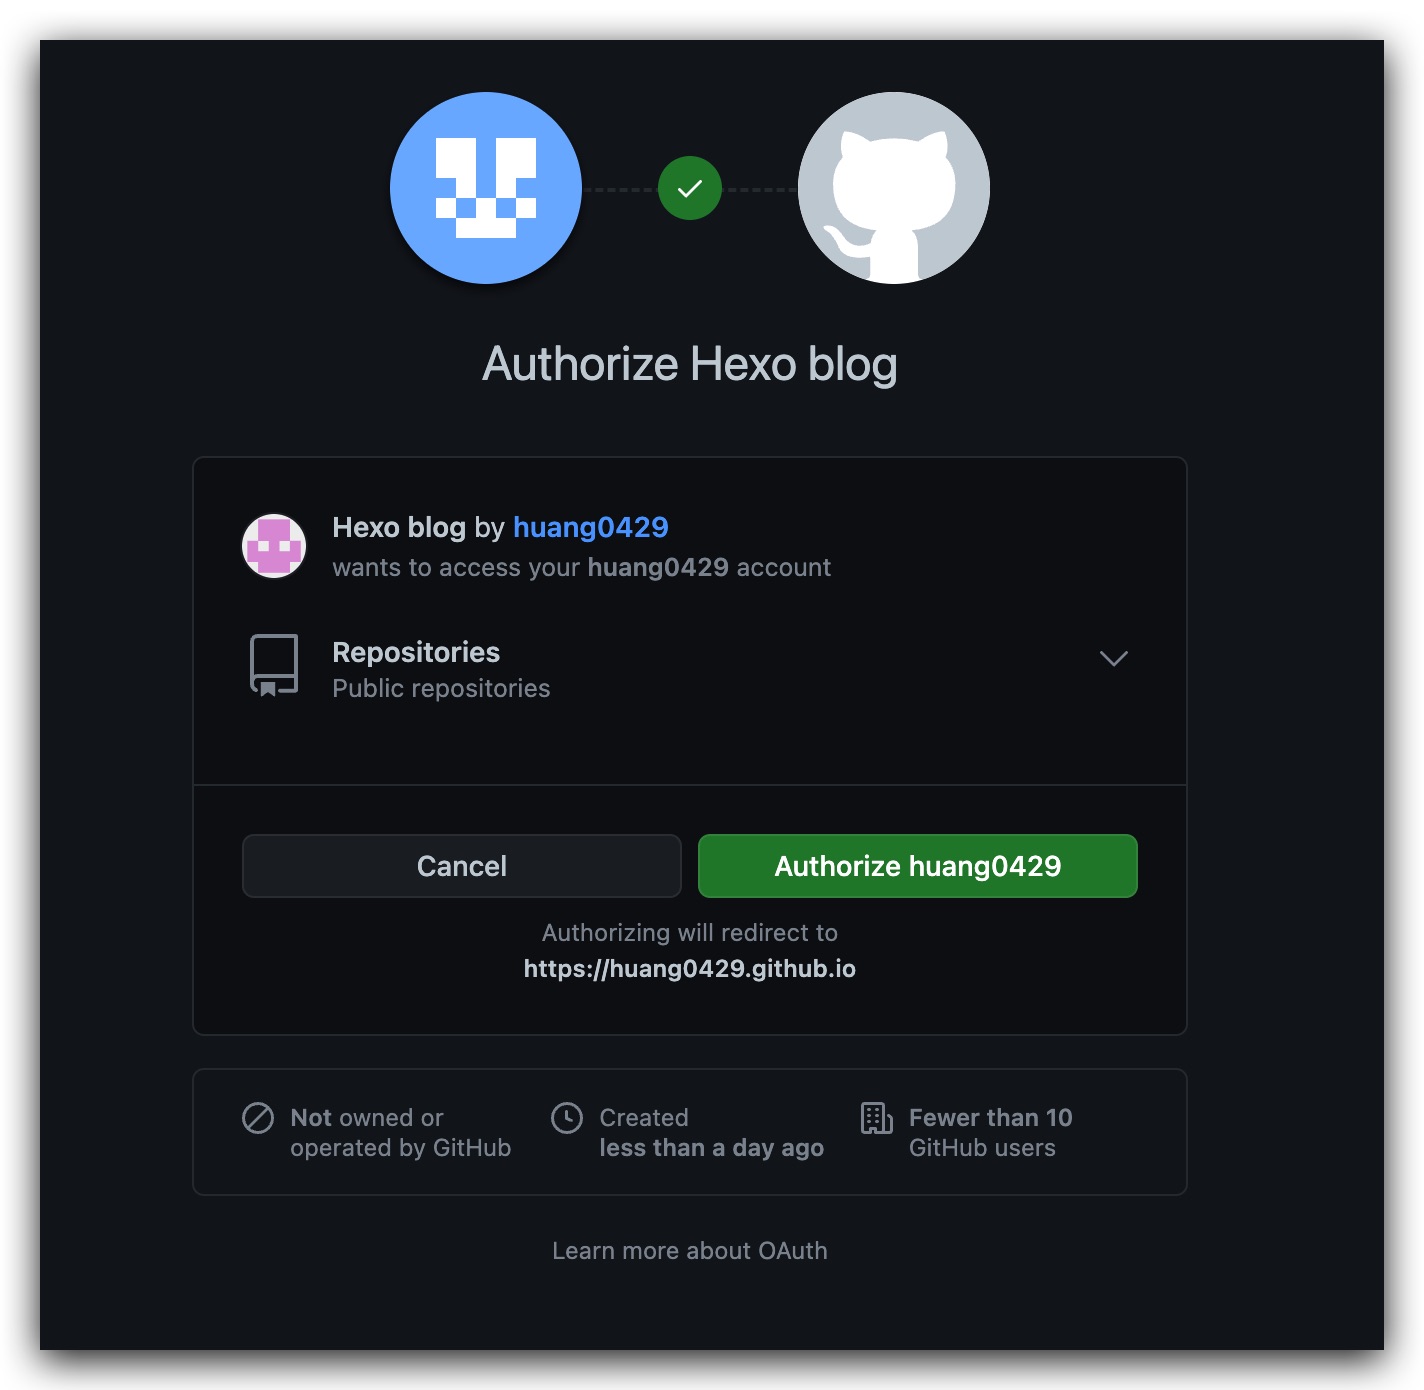 Authorize Hexo blog
Hexo blog by huang0429
wants to access your huang0429 account
Repositories
Public repositories
Cancel
Authorize huang0429
Authorizing will redirect to
https://huang0429.github.io
Not owned or
operated by GitHub
Created
less than a day ago
Fewer than 10
GitHub users
Learn more about OAuth